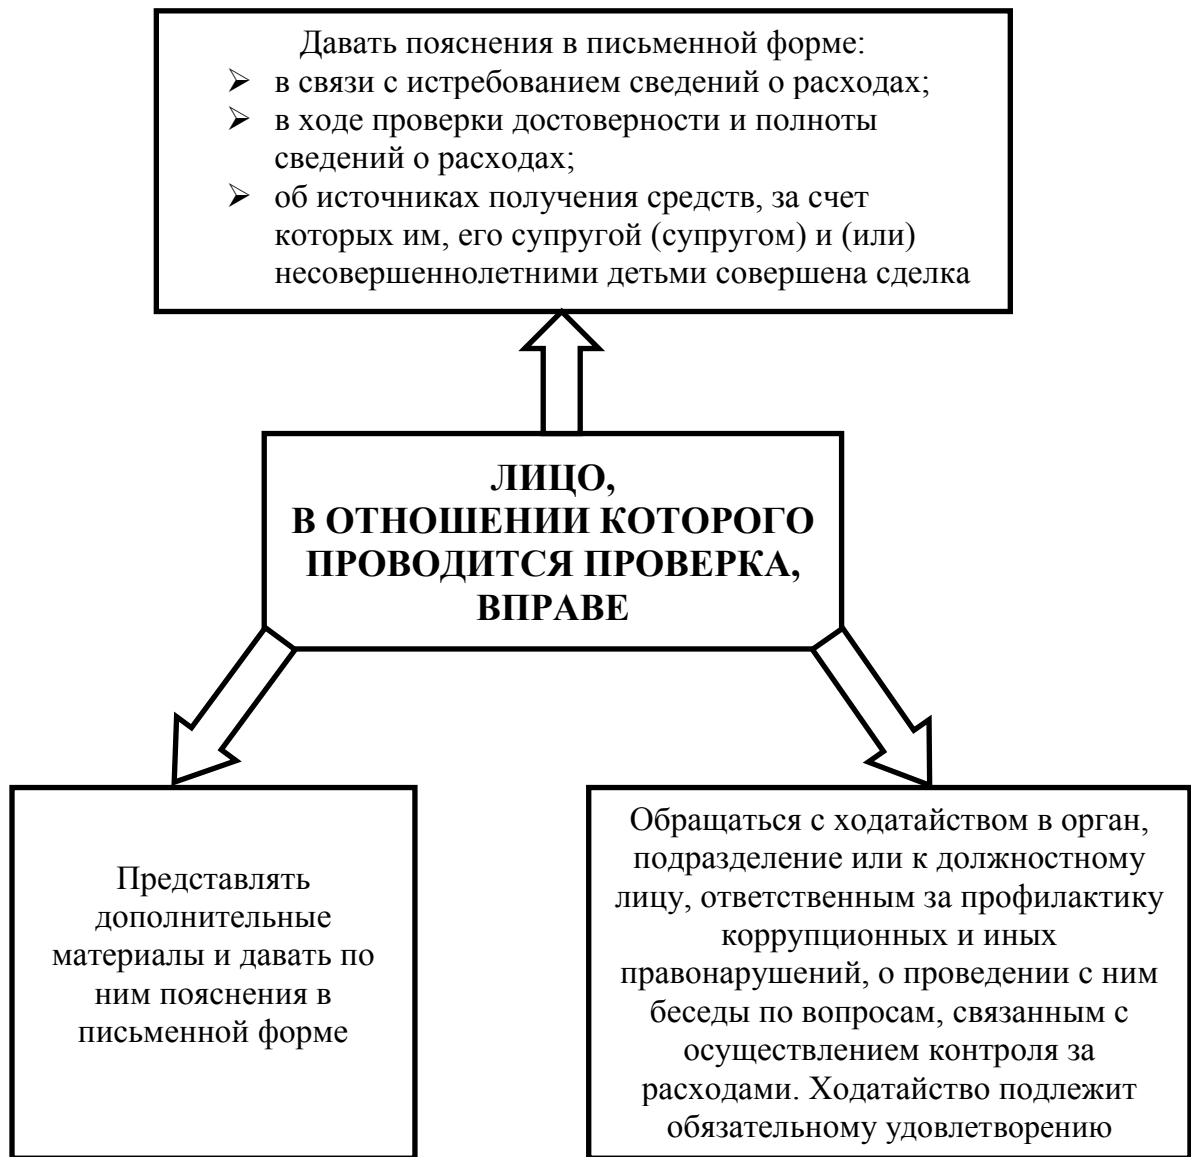 Давать пояснения в письменной форме:
➢ в связи с истребованием сведений о расходах;
➢ в ходе проверки достоверности и полноты
сведений о расходах;
➢ об источниках получения средств, за счет
которых им, его супругой (супругом) и (или)
несовершеннолетними детьми совершена сделка
ЛИЦО,
В ОТНОШЕНИИ КОТОРОГО
ПРОВОДИТСЯ ПРОВЕРКА,
ВПРАВЕ
Представлять
дополнительные
материалы и давать по
ним пояснения в
письменной форме
Обращаться с ходатайством в орган,
подразделение или к должностному
лицу, ответственным за профилактику
коррупционных и иных
правонарушений, о проведении с ним
беседы по вопросам, связанным с
осуществлением контроля за
расходами. Ходатайство подлежит
обязательному удовлетворению